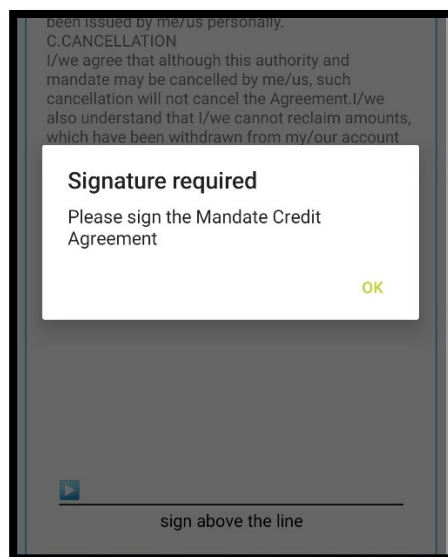 been issued by me/us personally.
C.CANCELLATION
I/we agree that although this authority and
mandate may be cancelled by me/us, such
cancellation will not cancel the Agreement.I/we
also understand that I/we cannot reclaim amounts,
which have been withdrawn from my/our account
Signature required
Please sign the Mandate Credit
Agreement
OK
sign above the line